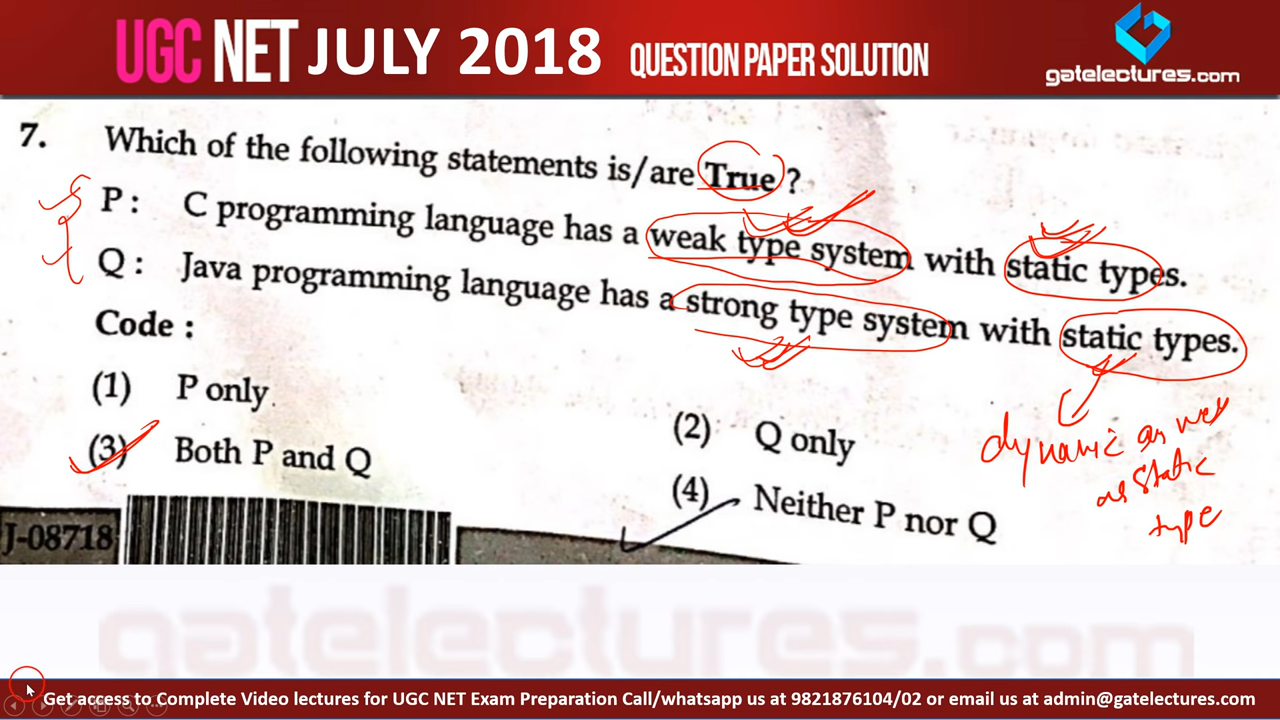 UGC NET JULY 2018 QUESTION PAPER SOLUTION
gatelectures.com
7. Which of the following statements is/are True ?
P : C programming language has a weak type system with static types.
Q : Java programming language has a strong type system with static types.
Code :
(1) P only
(2) Q only
(3) Both P and Q
(4) Neither P nor Q
dynamic as well
as static
type
J-08718
gatelectures.com
Get access to Complete Video lectures for UGC NET Exam Preparation Call/whatsapp us at 9821876104/02 or email us at admin@gatelectures.com